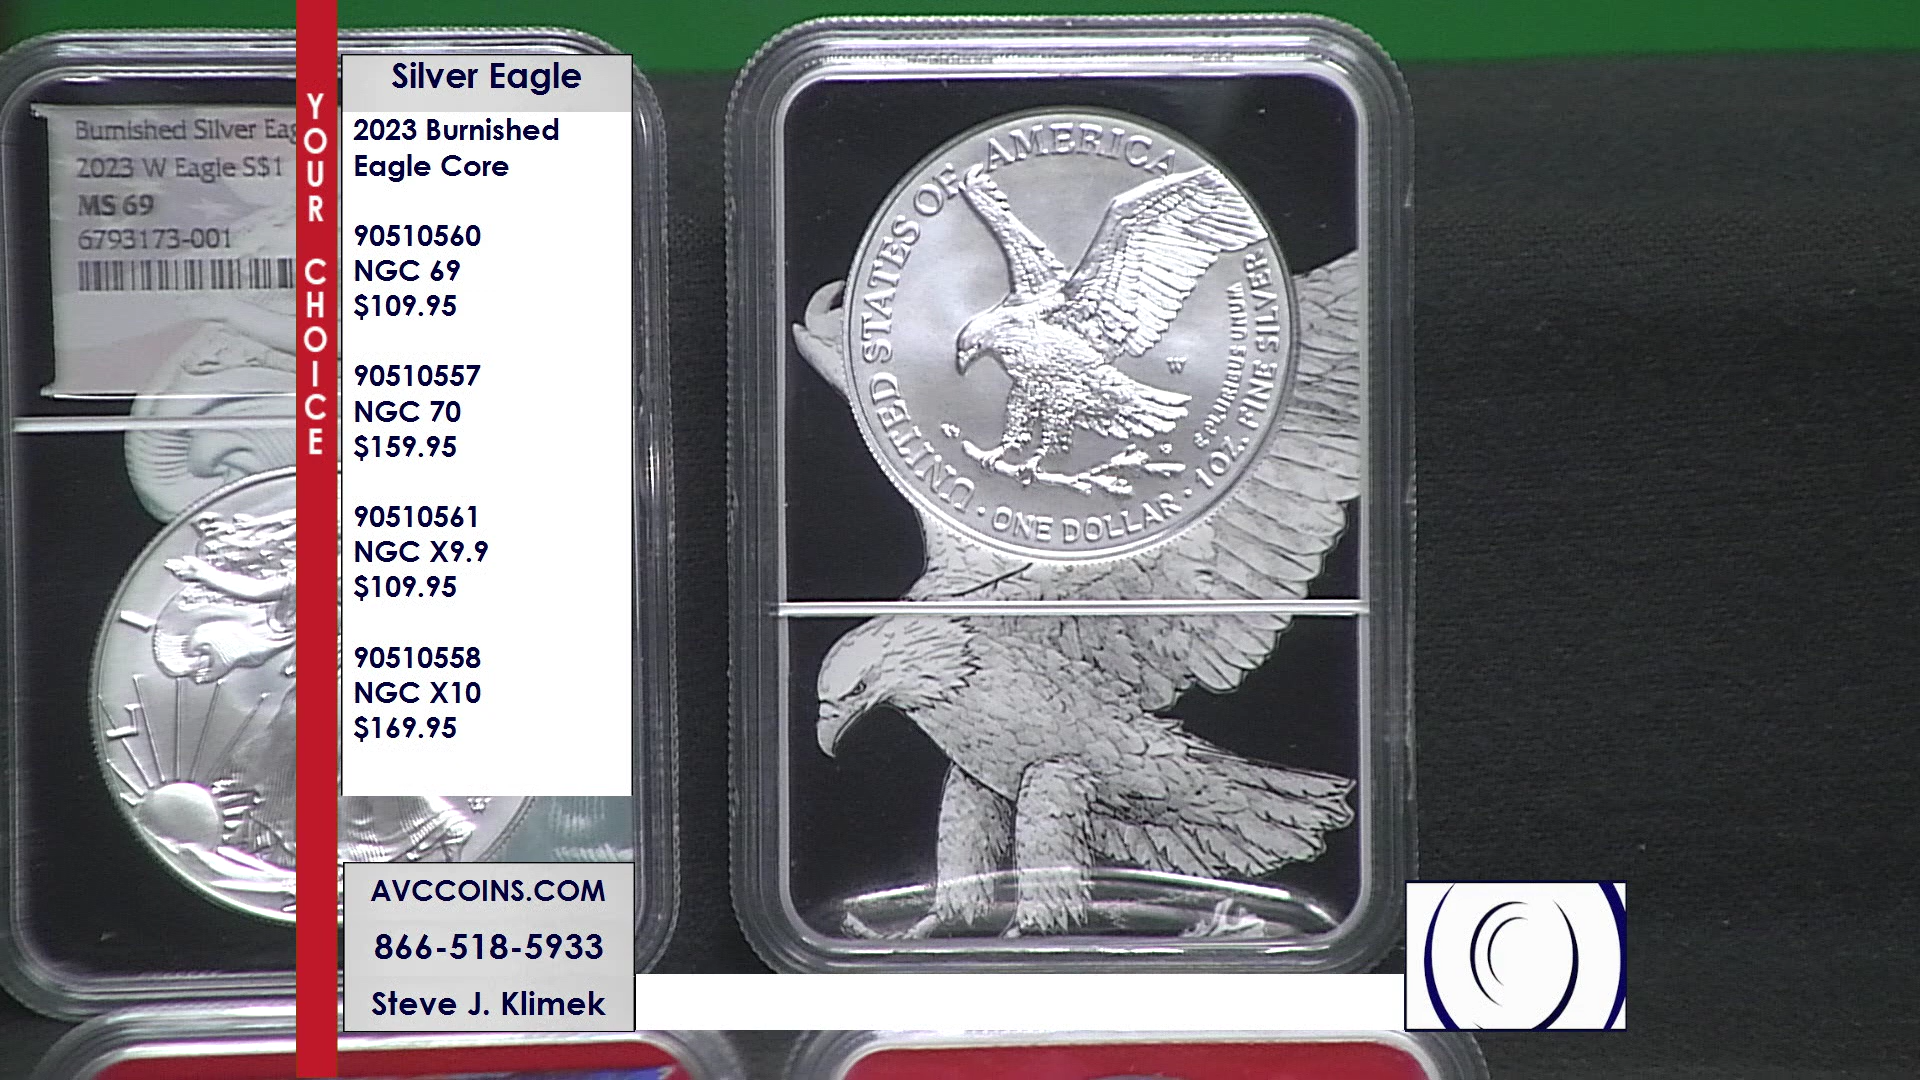 Burnished Silver Eag
2023 W Eagle S$1
MS 69
6793173-001
YOUR CHOICE
Silver Eagle
2023 Burnished
Eagle Core
90510560
NGC 69
$109.95
90510557
NGC 70
$159.95
90510561
NGC X9.9
$109.95
90510558
NGC X10
$169.95
AVCCOINS.COM
866-518-5933
Steve J. Klimek
UNITED STATES OF AMERICA
W
E PLURIBUS UNUM
1 OZ. FINE SILVER · ONE DOLLAR ·